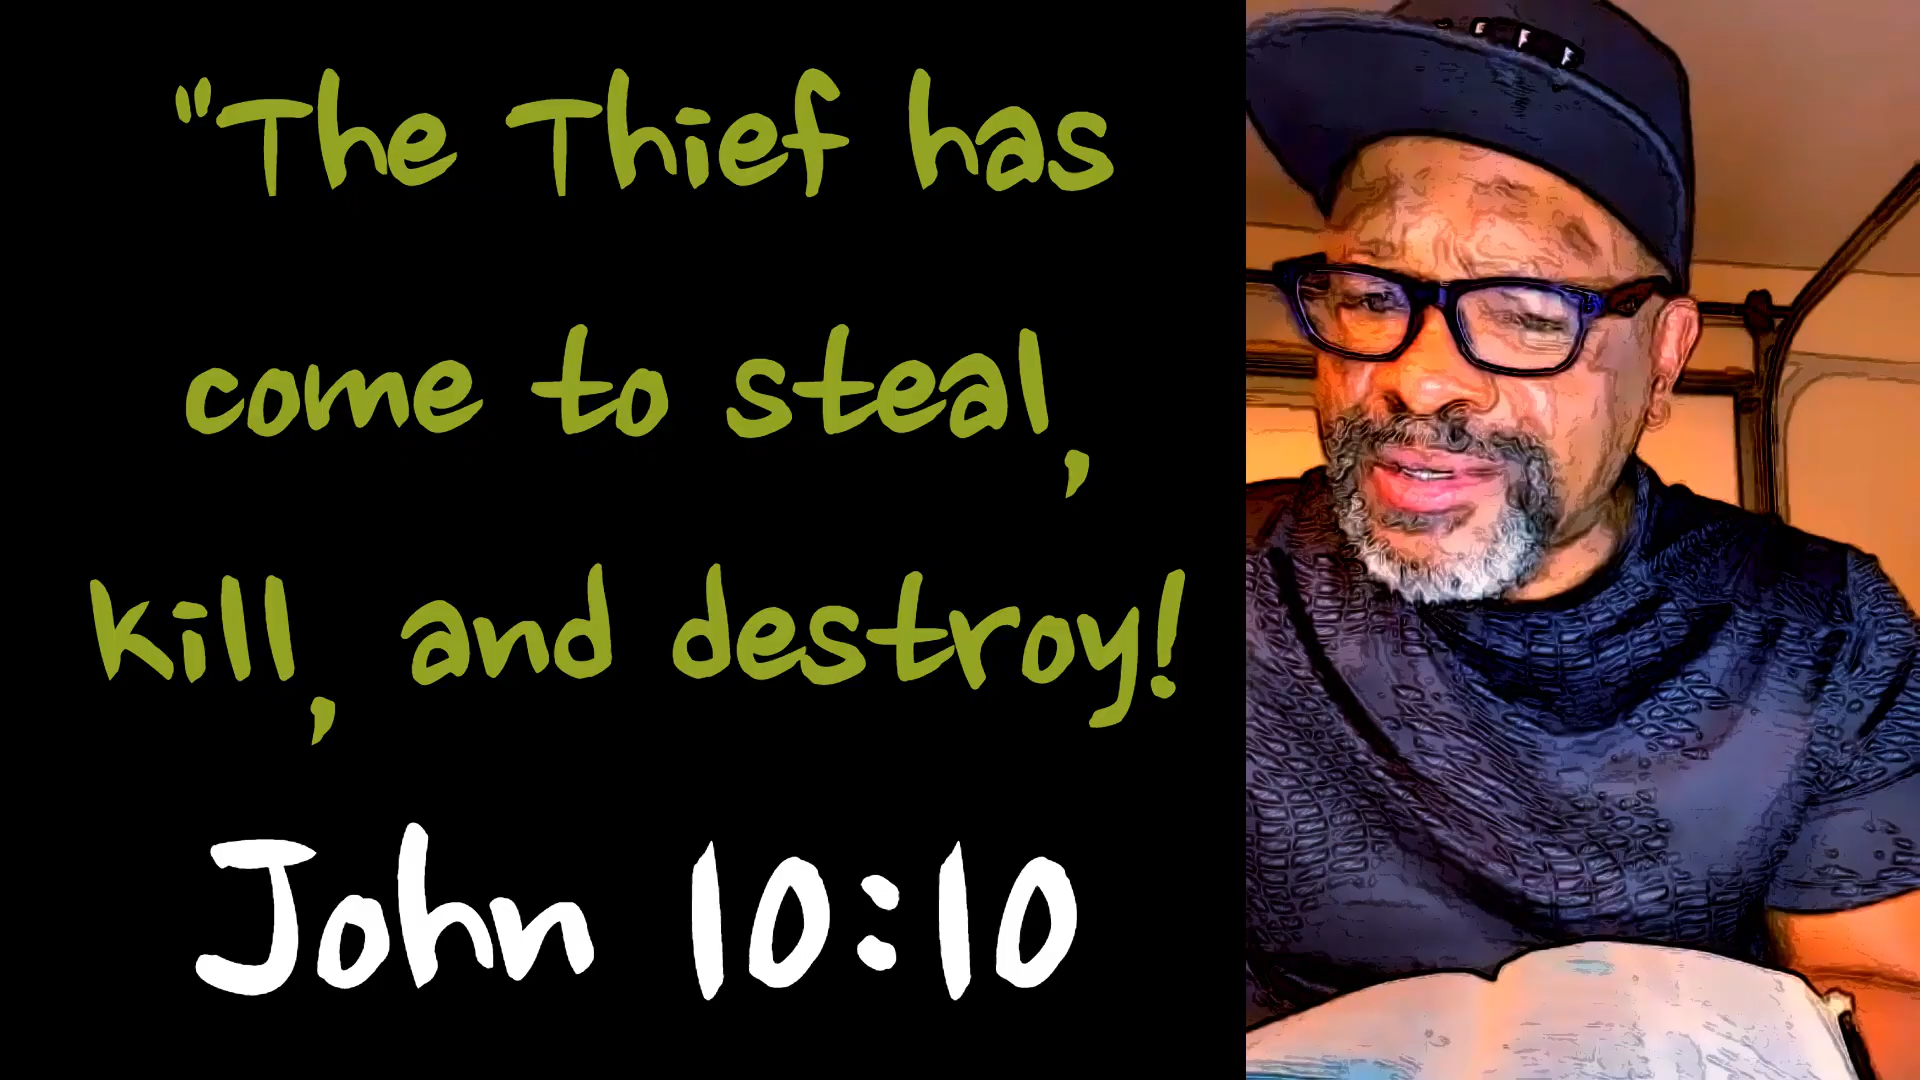 "The Thief has
come to steal,
kill, and destroy!
John 10:10